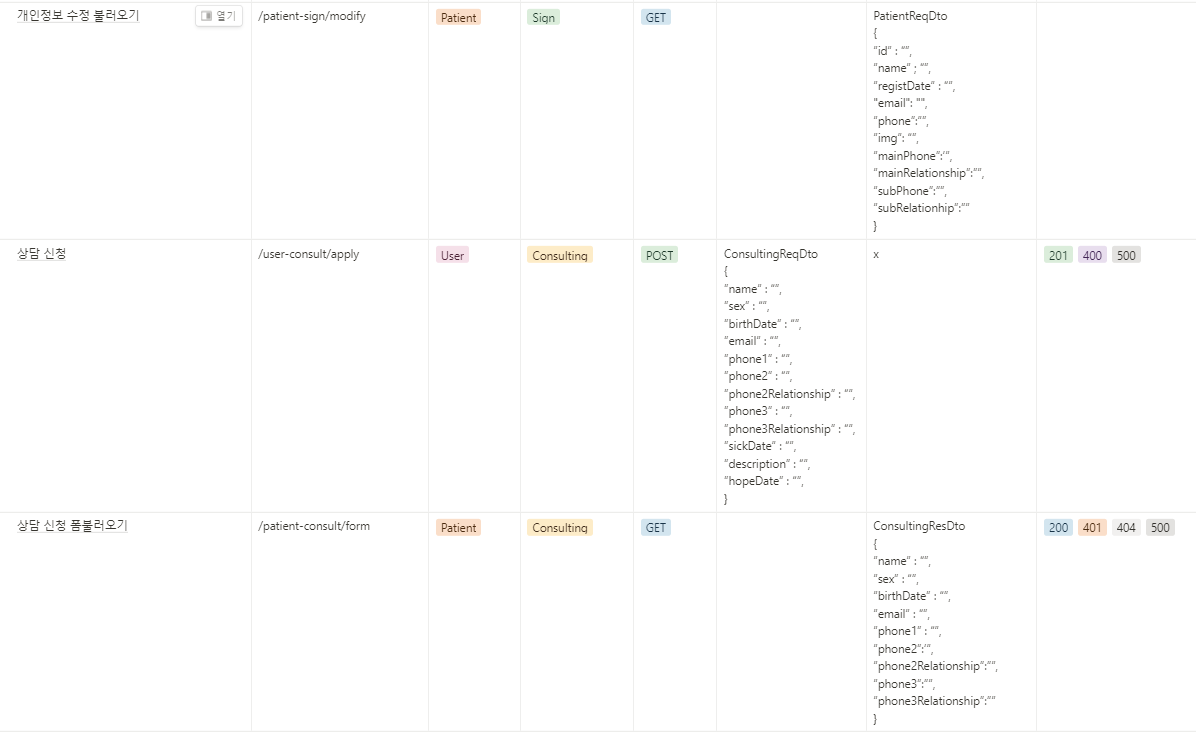 개인정보 수정 불러오기 열기 /patient-sign/modify Patient Sign GET PatientReqDto
{
"id" : "",
"name" ; "",
"registDate" : "",
"email": "",
"phone":"",
"img": "",
"mainPhone":"",
"mainRelationship":"",
"subPhone":"",
"subRelationhip":""
}
상담 신청 /user-consult/apply User Consulting POST ConsultingReqDto x 201 400 500
{
"name" : "",
"sex" : "",
"birthDate" : "",
"email" : "",
"phone1" : "",
"phone2" : "",
"phone2Relationship" : "",
"phone3" : "",
"phone3Relationship" : "",
"sickDate" : "",
"description" : "",
"hopeDate" : "",
}
상담 신청 폼불러오기 /patient-consult/form Patient Consulting GET ConsultingResDto 200 401 404 500
{
"name" : "",
"sex" : "",
"birthDate" : "",
"email" : "",
"phone1" : "",
"phone2":"",
"phone2Relationship":"",
"phone3":"",
"phone3Relationship":""
}